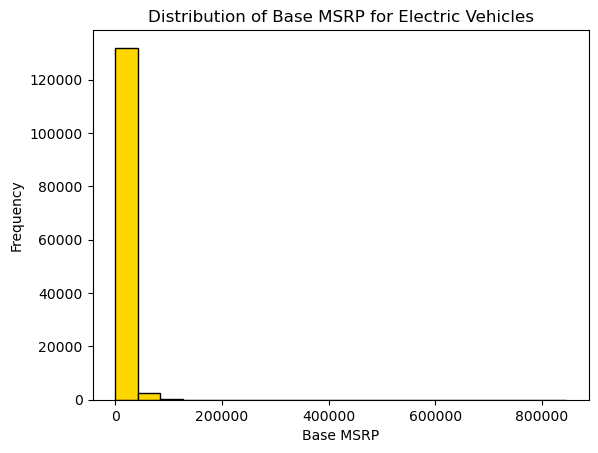 Distribution of Base MSRP for Electric Vehicles
120000
100000
80000
60000
40000
20000
0
Frequency
0 200000 400000 600000 800000
Base MSRP